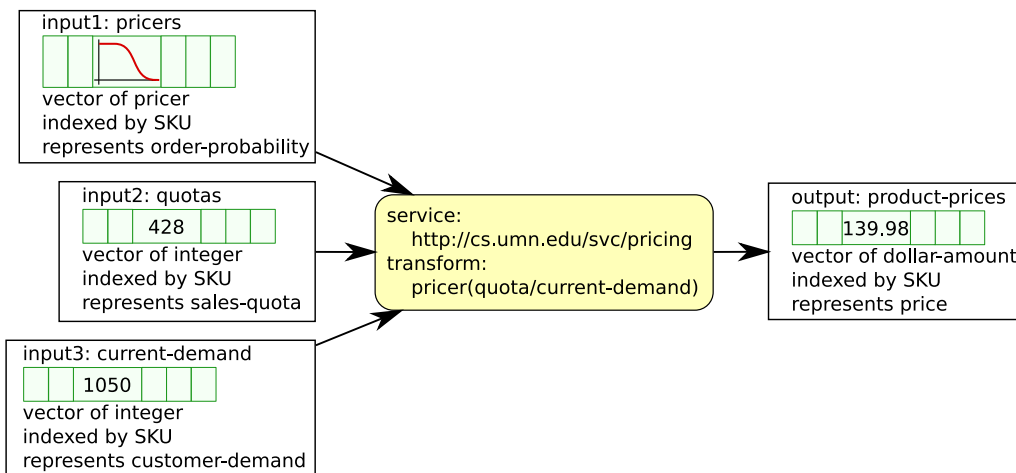 input1: pricers
vector of pricer
indexed by SKU
represents order-probability
input2: quotas
428
vector of integer
indexed by SKU
represents sales-quota
input3: current-demand
1050
vector of integer
indexed by SKU
represents customer-demand
service:
http://cs.umn.edu/svc/pricing
transform:
pricer(quota/current-demand)
output: product-prices
139.98
vector of dollar-amount
indexed by SKU
represents price